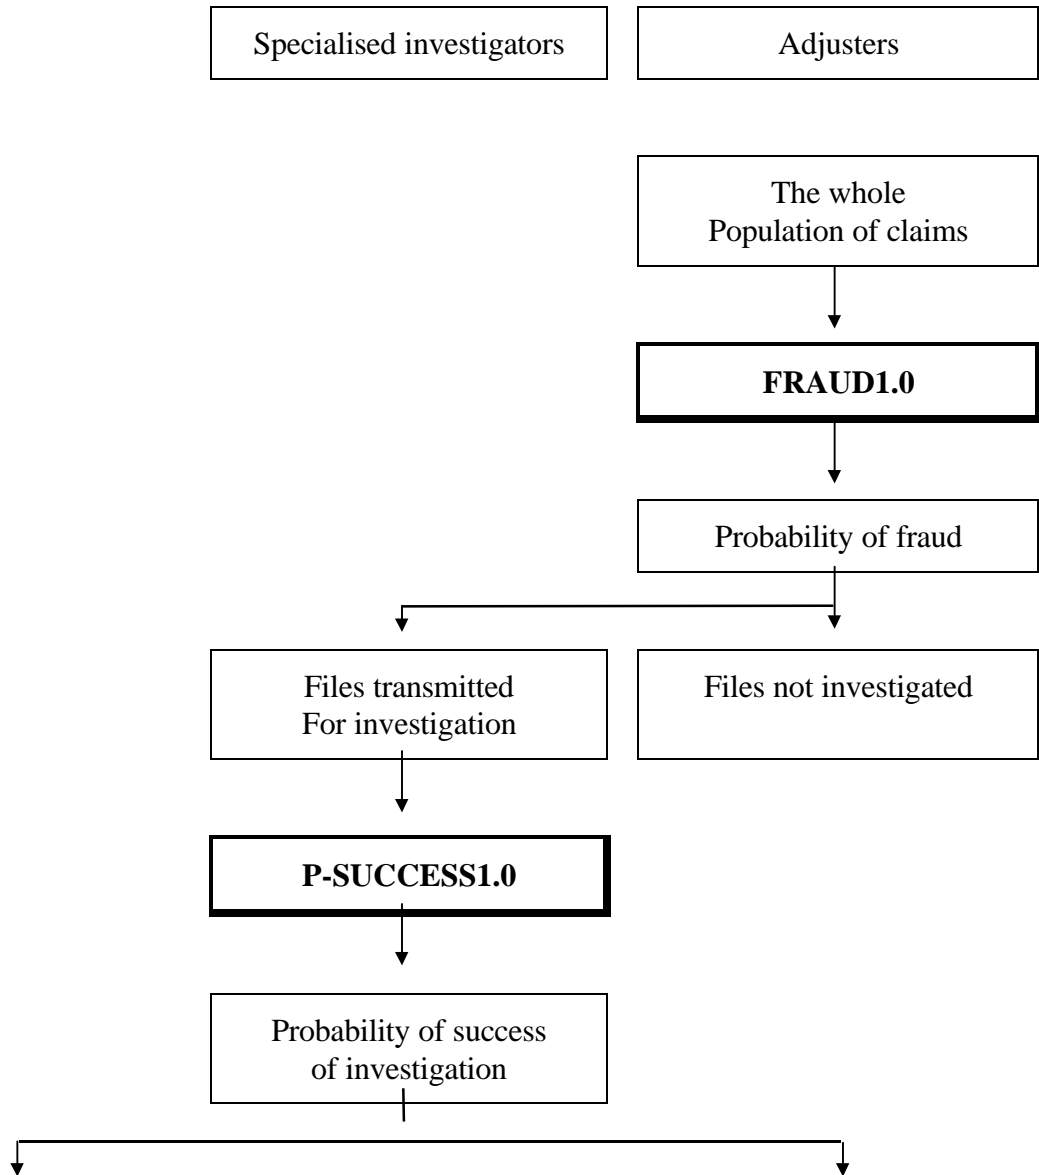 Specialised investigators
Adjusters
The whole
Population of claims
FRAUD1.0
Probability of fraud
Files transmitted
For investigation
Files not investigated
P-SUCCESS1.0
Probability of success
of investigation